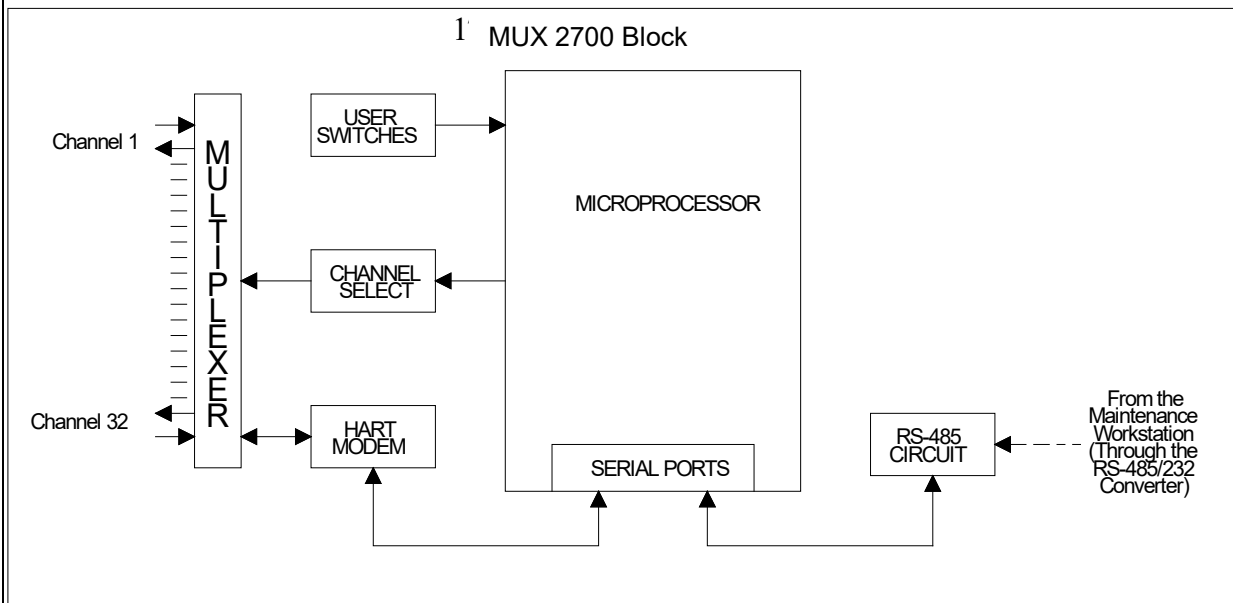 1 MUX 2700 Block
USER
SWITCHES
Channel 1
MULTIPLEXER
MICROPROCESSOR
CHANNEL
SELECT
Channel 32
HART
MODEM
SERIAL PORTS
RS-485
CIRCUIT
From the
Maintenance
Workstation
(Through the
RS-485/232
Converter)